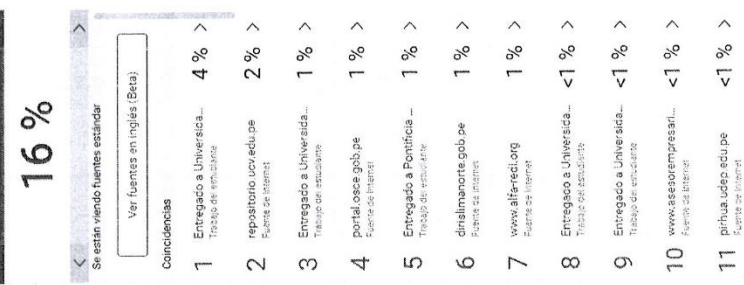 16 %
Se están viendo fuentes estándar
Ver fuentes en inglés (Beta)
Coincidencias
1 Entregado a Universida... 4 % >
Trabajo del estudiante
2 repositorio.ucv.edu.pe 2 % >
Fuente de Internet
3 Entregado a Universida... 1 % >
Trabajo del estudiante
4 portal.osce.gob.pe 1 % >
Fuente de Internet
5 Entregado a Pontificia ... 1 % >
Trabajo del estudiante
6 dirislimanorte.gob.pe 1 % >
Fuente de Internet
7 www.alfa-redi.org 1 % >
Fuente de Internet
8 Entregado a Universida... <1 % >
Trabajo del estudiante
9 Entregado a Universida... <1 % >
Trabajo del estudiante
10 www.asesorempresari... <1 % >
Fuente de Internet
11 pirhua.udep.edu.pe <1 % >
Fuente de Internet